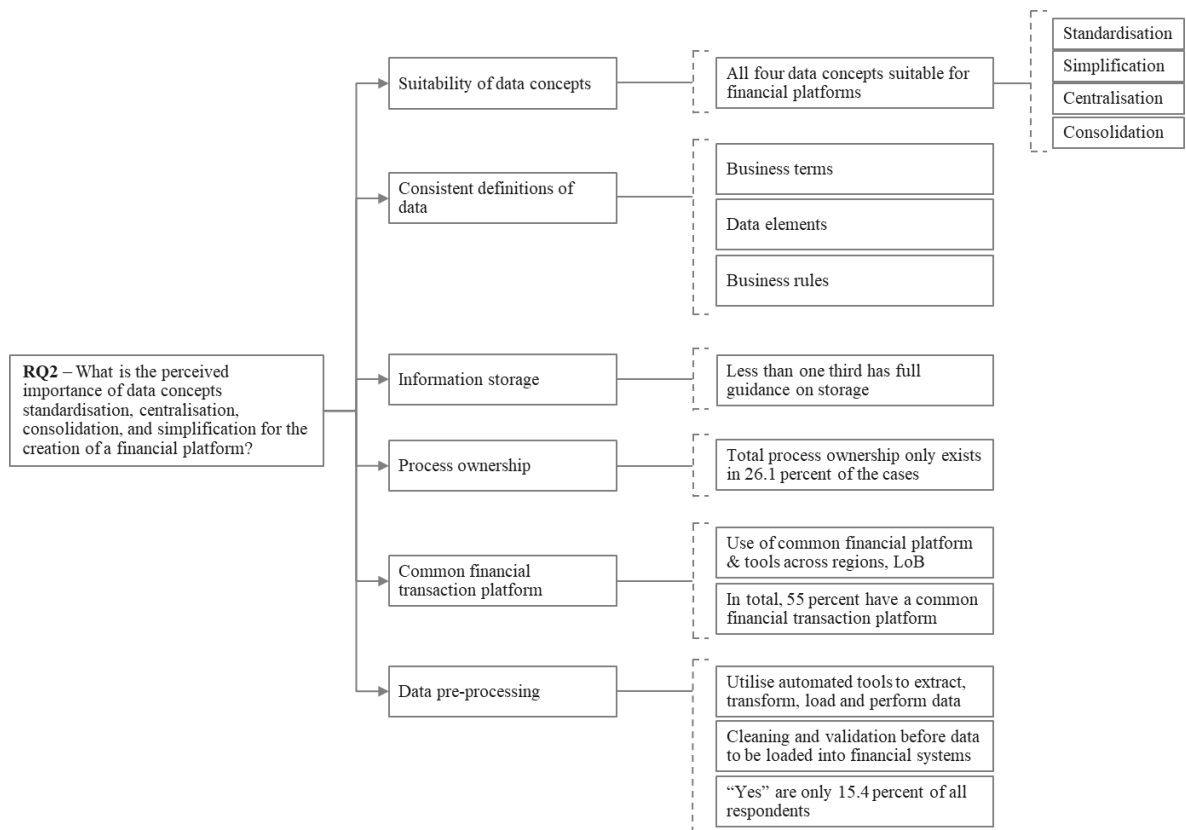 RQ2 – What is the perceived
importance of data concepts
standardisation, centralisation,
consolidation, and simplification for the
creation of a financial platform?
Suitability of data concepts
All four data concepts suitable for
financial platforms
Standardisation
Simplification
Centralisation
Consolidation
Consistent definitions of
data
Business terms
Data elements
Business rules
Information storage
Less than one third has full
guidance on storage
Process ownership
Total process ownership only exists
in 26.1 percent of the cases
Common financial
transaction platform
Use of common financial platform
& tools across regions, LoB
In total, 55 percent have a common
financial transaction platform
Data pre-processing
Utilise automated tools to extract,
transform, load and perform data
Cleaning and validation before data
to be loaded into financial systems
“Yes” are only 15.4 percent of all
respondents